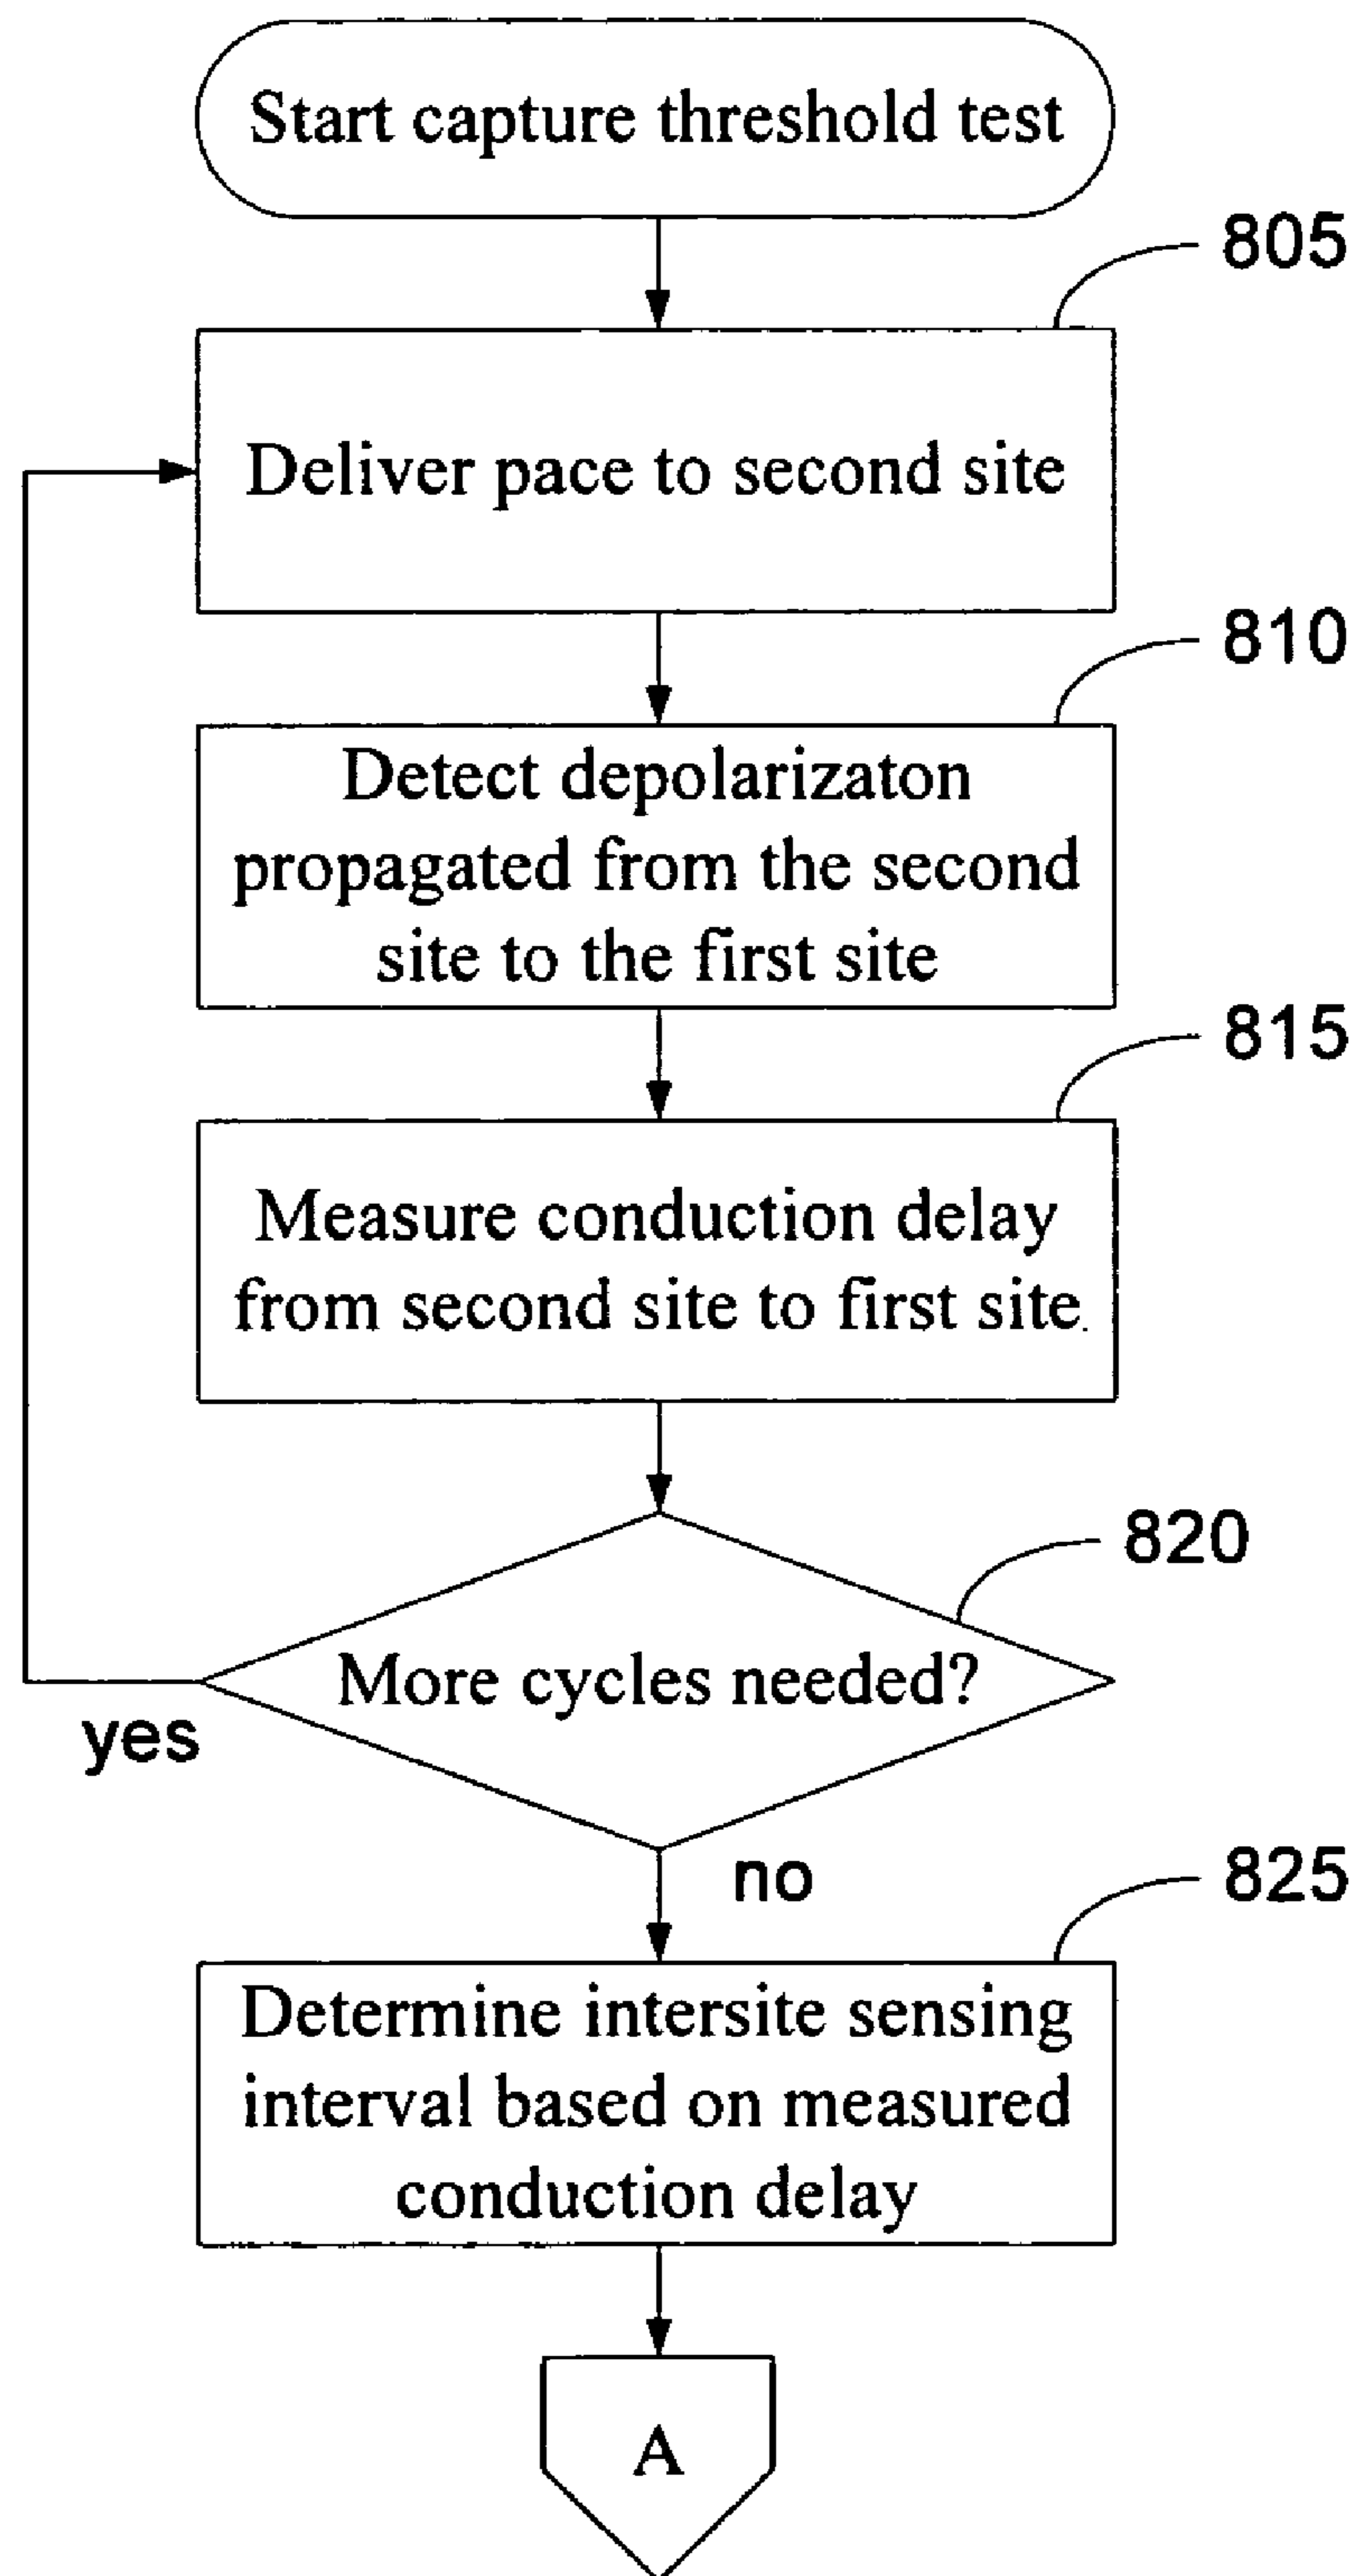 Start capture threshold test
805
Deliver pace to second site
810
Detect depolarizaton
propagated from the second
site to the first site
815
Measure conduction delay
from second site to first site.
820
More cycles needed?
yes
no
825
Determine intersite sensing
interval based on measured
conduction delay
A